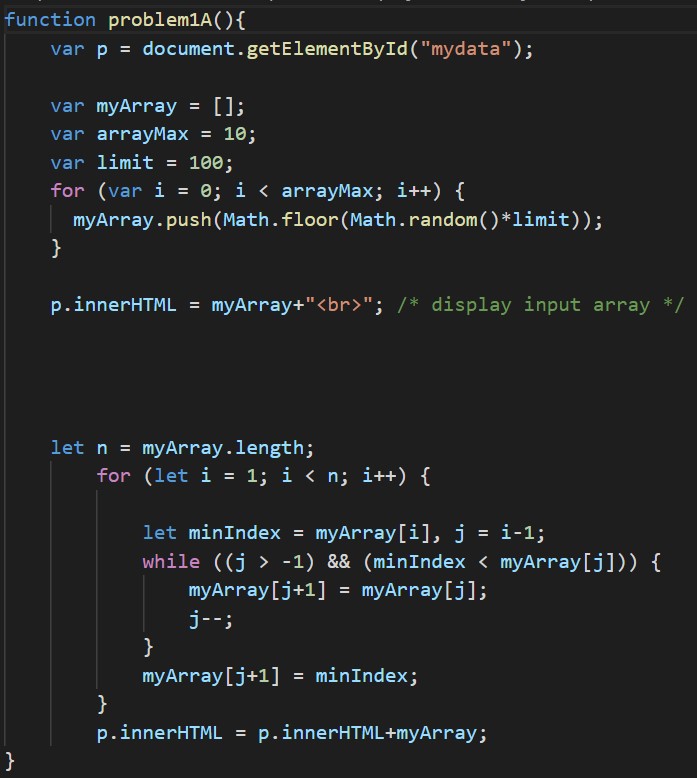 function problem1A(){
var p = document.getElementById("mydata");
var myArray = [];
var arrayMax = 10;
var limit = 100;
for (var i = 0; i < arrayMax; i++) {
myArray.push(Math.floor(Math.random()*limit));
}
p.innerHTML = myArray+"<br>"; /* display input array */
let n = myArray.length;
for (let i = 1; i < n; i++) {
let minIndex = myArray[i], j = i-1;
while ((j > -1) && (minIndex < myArray[j])) {
myArray[j+1] = myArray[j];
j--;
}
myArray[j+1] = minIndex;
}
p.innerHTML = p.innerHTML+myArray;
}